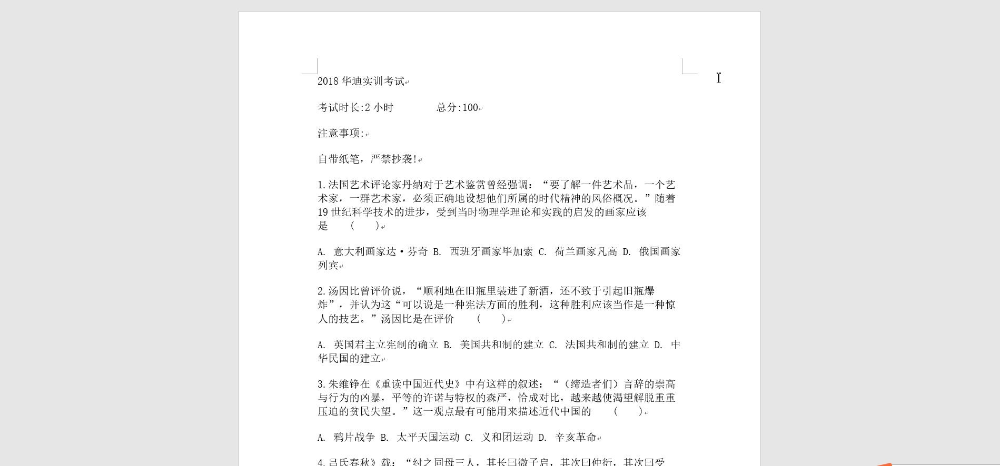 2018 华迪实训考试
考试时长:2 小时 总分:100
注意事项:
自带纸笔，严禁抄袭!
1.法国艺术评论家丹纳对于艺术鉴赏曾经强调：“要了解一件艺术品，一个艺
术家，一群艺术家，必须正确地设想他们所属的时代精神的风俗概况。”随着
19 世纪科学技术的进步，受到当时物理学理论和实践的启发的画家应该
是 ( )
A. 意大利画家达·芬奇 B. 西班牙画家毕加索 C. 荷兰画家凡高 D. 俄国画家
列宾
2.汤因比曾评价说，“顺利地在旧瓶里装进了新酒，还不致于引起旧瓶爆
炸”，并认为这“可以说是一种宪法方面的胜利，这种胜利应该当作是一种惊
人的技艺。”汤因比是在评价 ( )
A. 英国君主立宪制的确立 B. 美国共和制的建立 C. 法国共和制的建立 D. 中
华民国的建立
3.朱维铮在《重读中国近代史》中有这样的叙述：“（缔造者们）言辞的崇高
与行为的凶暴，平等的许诺与特权的森严，恰成对比，越来越使渴望解脱重重
压迫的贫民失望。”这一观点最有可能用来描述近代中国的 ( )
A. 鸦片战争 B. 太平天国运动 C. 义和团运动 D. 辛亥革命
4.吕氏春秋》载：“纣之同母三人，其长曰微子启，其次曰仲衍，其次曰受